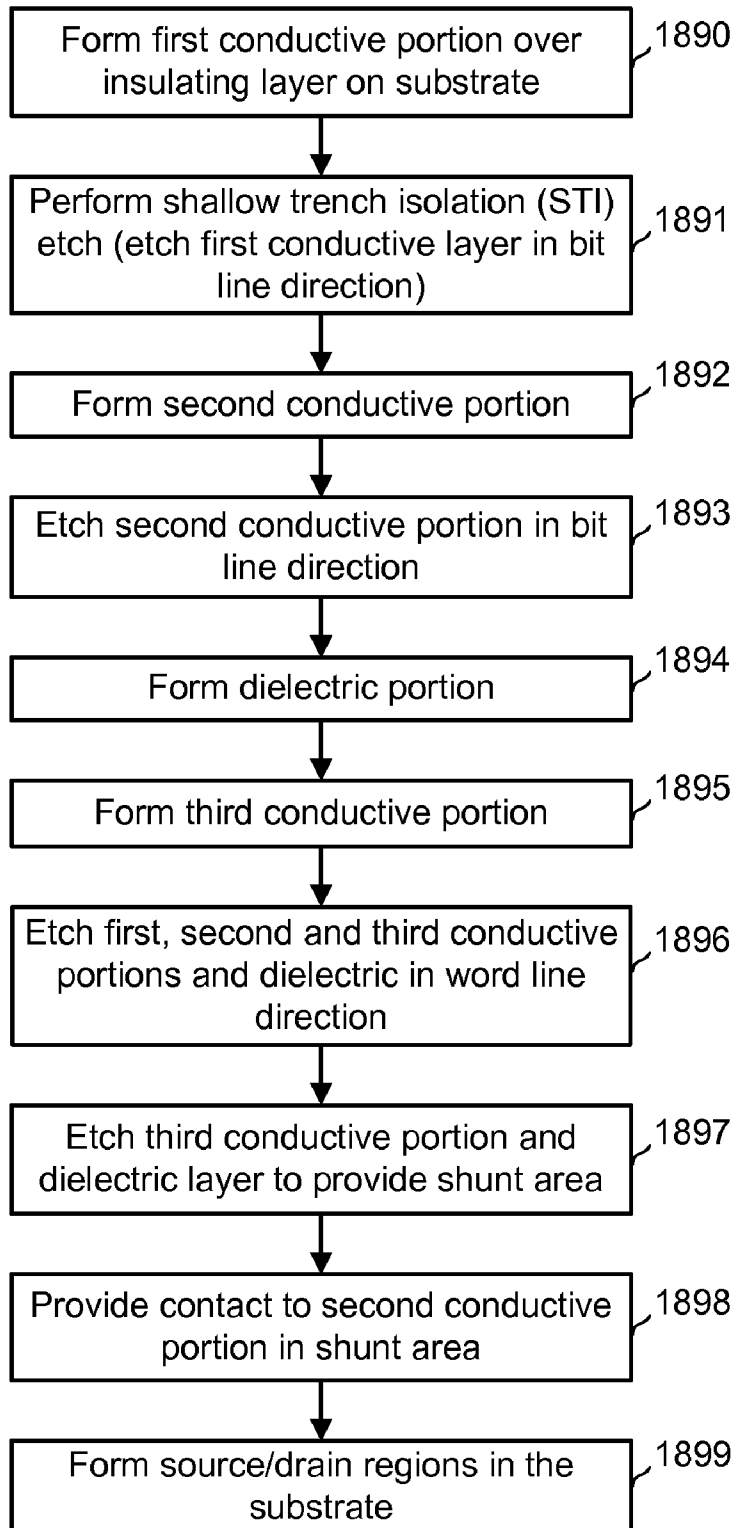 Form first conductive portion over
insulating layer on substrate
1890
Perform shallow trench isolation (STI)
etch (etch first conductive layer in bit
line direction)
1891
Form second conductive portion
1892
Etch second conductive portion in bit
line direction
1893
Form dielectric portion
1894
Form third conductive portion
1895
Etch first, second and third conductive
portions and dielectric in word line
direction
1896
Etch third conductive portion and
dielectric layer to provide shunt area
1897
Provide contact to second conductive
portion in shunt area
1898
Form source/drain regions in the
substrate
1899